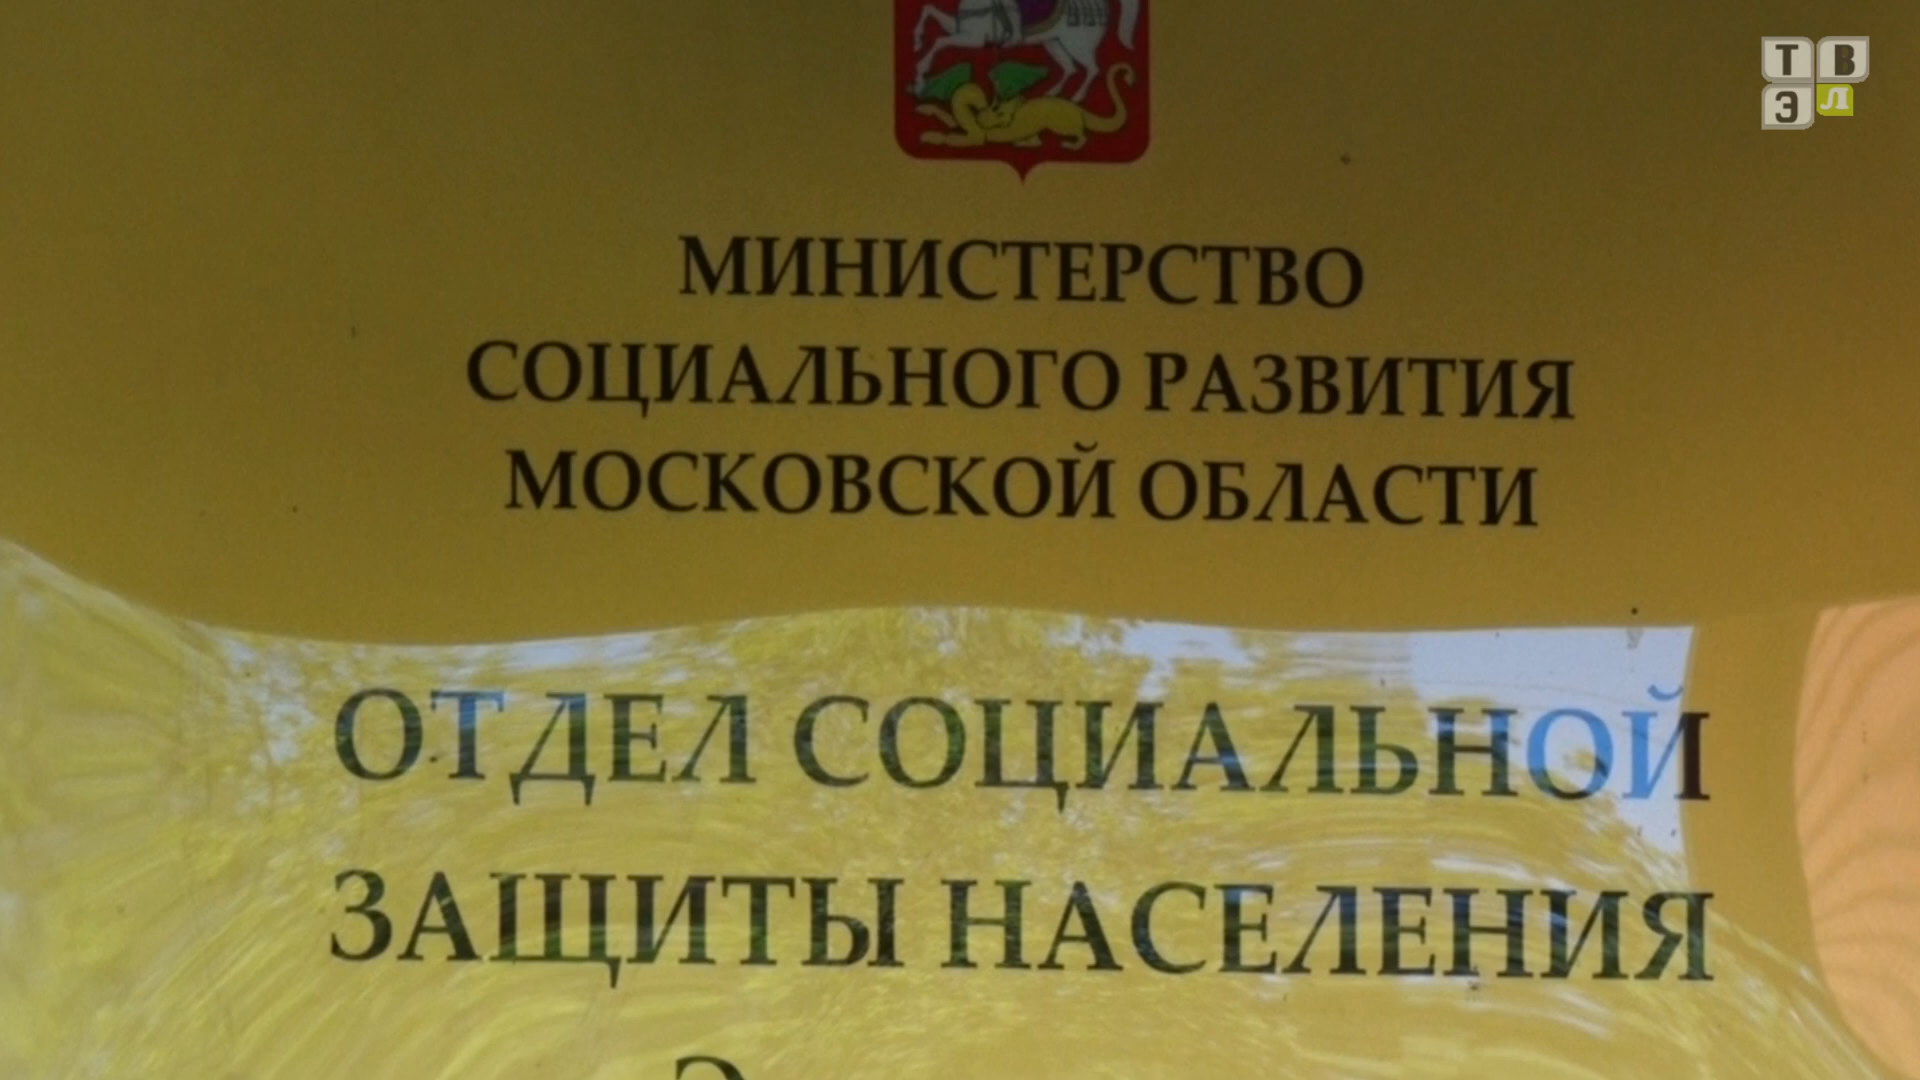 ТВ
ЭЛ
МИНИСТЕРСТВО
СОЦИАЛЬНОГО РАЗВИТИЯ
МОСКОВСКОЙ ОБЛАСТИ
ОТДЕЛ СОЦИАЛЬНОЙ
ЗАЩИТЫ НАСЕЛЕНИЯ